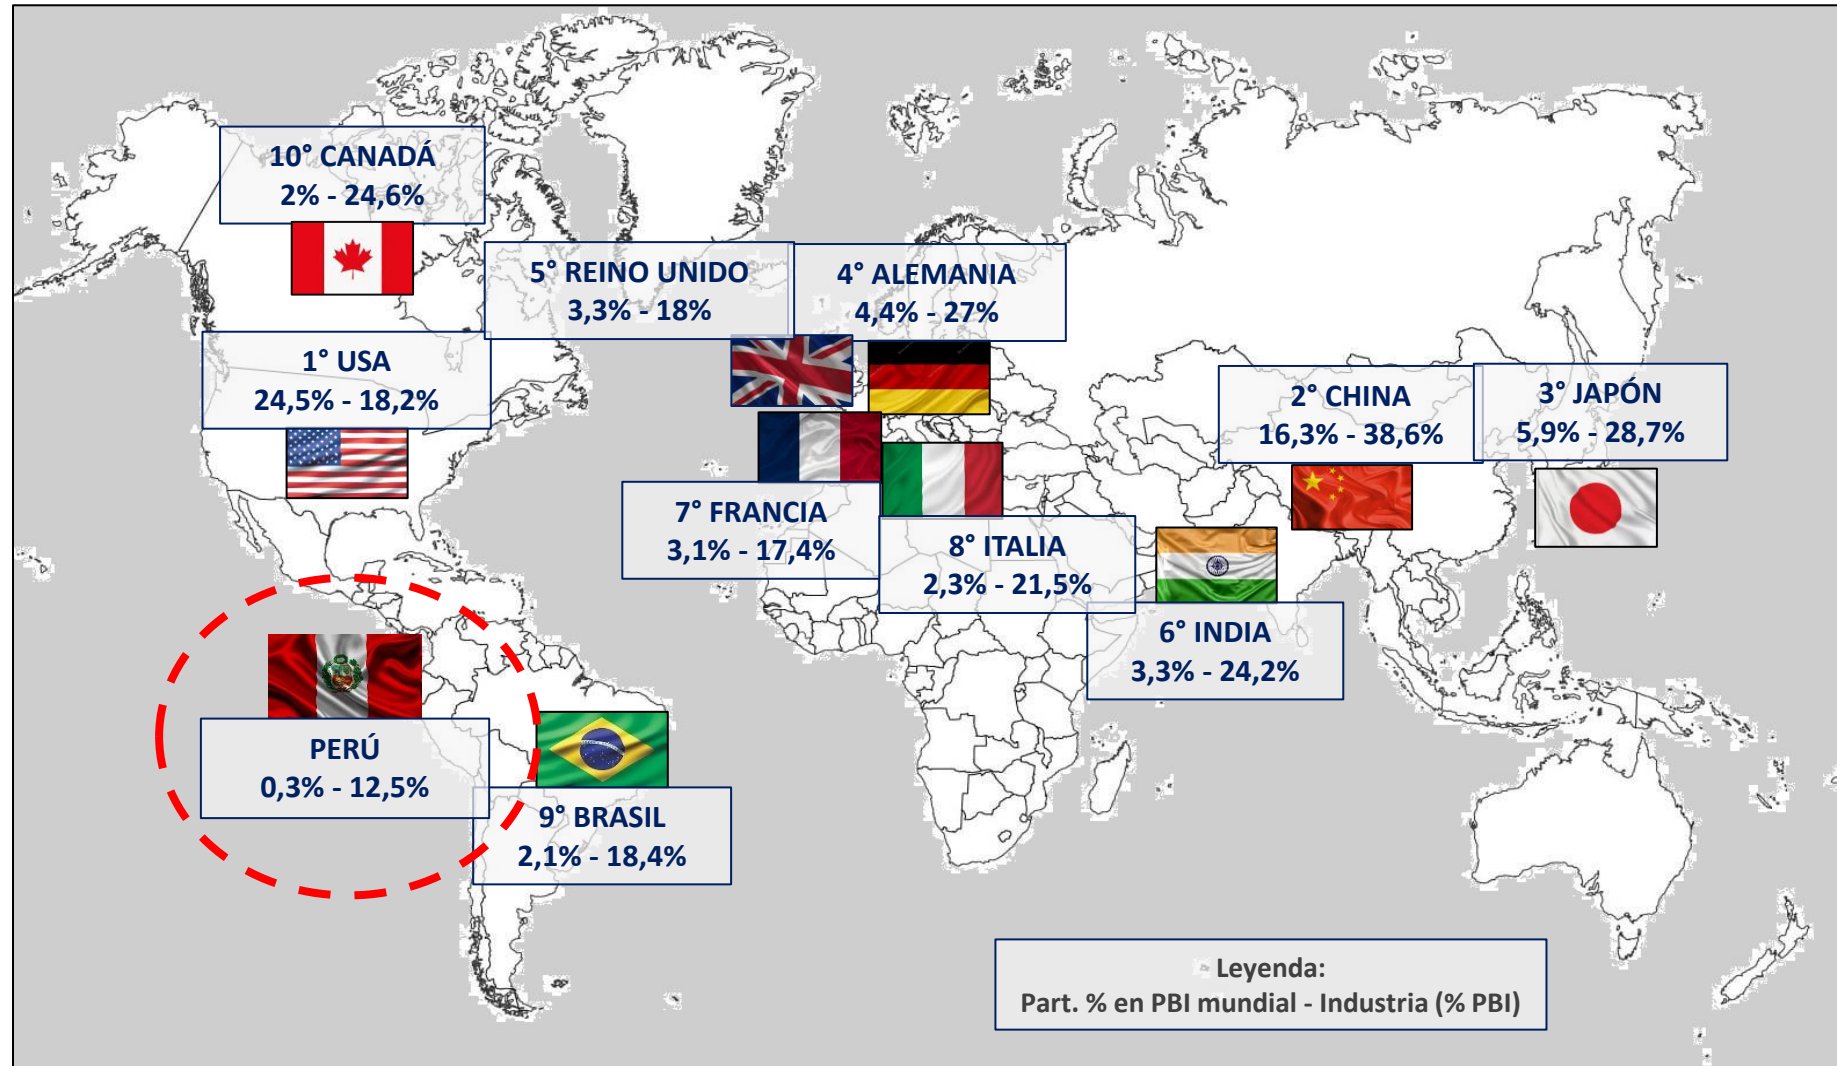 10° CANADÁ
2% - 24,6%
5° REINO UNIDO
3,3% - 18%
4° ALEMANIA
4,4% - 27%
1° USA
24,5% - 18,2%
2° CHINA
16,3% - 38,6%
3° JAPÓN
5,9% - 28,7%
7° FRANCIA
3,1% - 17,4%
8° ITALIA
2,3% - 21,5%
6° INDIA
3,3% - 24,2%
PERÚ
0,3% - 12,5%
9° BRASIL
2,1% - 18,4%
Leyenda:
Part. % en PBI mundial - Industria (% PBI)